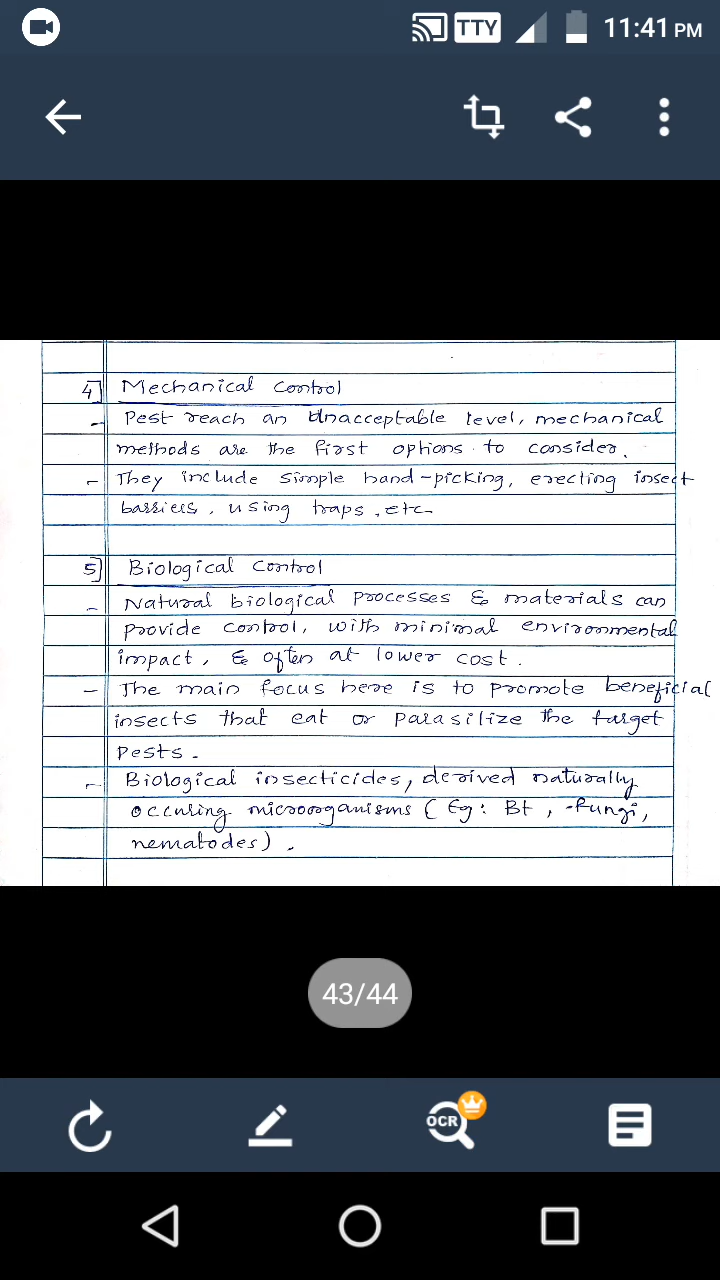 TTY 11:41 PM
4] Mechanical Control
- Pest reach an Unacceptable level, mechanical
methods are the first options to consider.
- They include simple hand-picking, erecting insect
barriers, using traps, etc-
5] Biological Control
- Natural biological processes & materials can
provide control, with minimal environmental
impact, & often at lower cost.
- The main focus here is to promote beneficial
insects that eat or parasilize the target
pests.
- Biological insecticides, derived naturally
occuring microorganisms (Eg: Bt, -fungi,
nematodes).
43/44
OCR